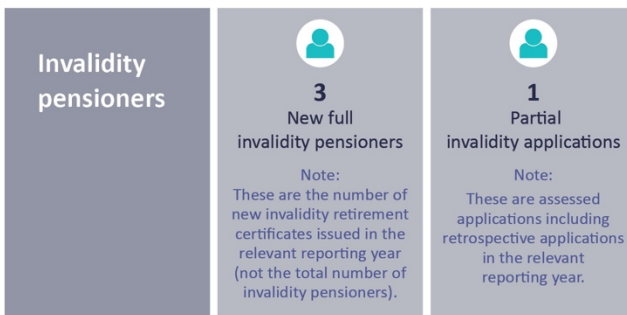 Invalidity
pensioners
3
New full
invalidity pensioners
Note:
These are the number of
new invalidity retirement
certificates issued in the
relevant reporting year
(not the total number of
invalidity pensioners).
1
Partial
invalidity applications
Note:
These are assessed
applications including
retrospective applications
in the relevant
reporting year.